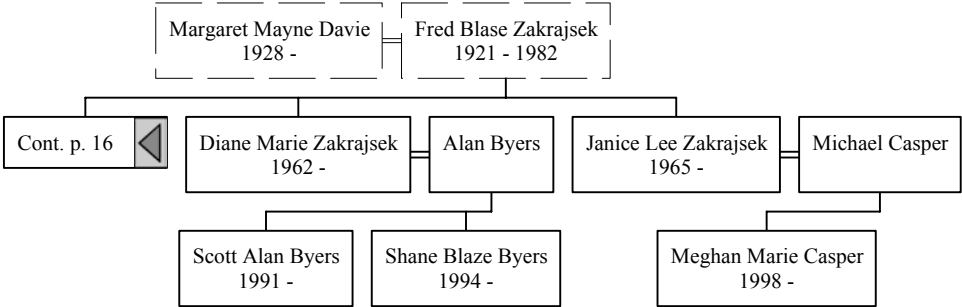 Margaret Mayne Davie
1928 -
Fred Blase Zakrajsek
1921 - 1982
Cont. p. 16
Diane Marie Zakrajsek
1962 -
Alan Byers
Janice Lee Zakrajsek
1965 -
Michael Casper
Scott Alan Byers
1991 -
Shane Blaze Byers
1994 -
Meghan Marie Casper
1998 -